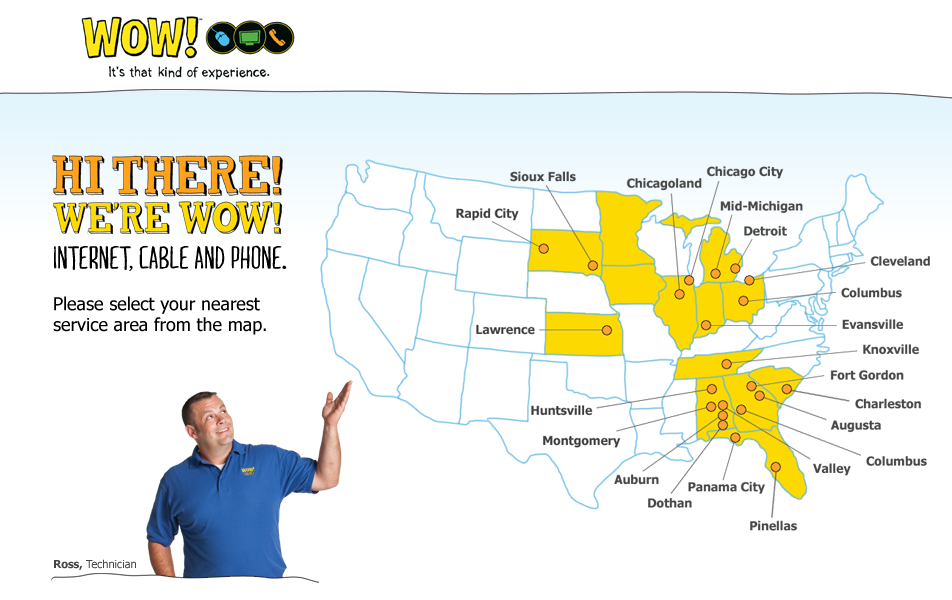 WOW!
It's that kind of experience.
HI THERE!
WE'RE WOW!
INTERNET, CABLE AND PHONE.
Please select your nearest
service area from the map.
Sioux Falls
Chicagoland
Chicago City
Rapid City
Mid-Michigan
Detroit
Cleveland
Columbus
Lawrence
Evansville
Knoxville
Fort Gordon
Huntsville
Charleston
Augusta
Montgomery
Columbus
Valley
Auburn
Panama City
Dothan
Pinellas
WOW!
Ross, Technician